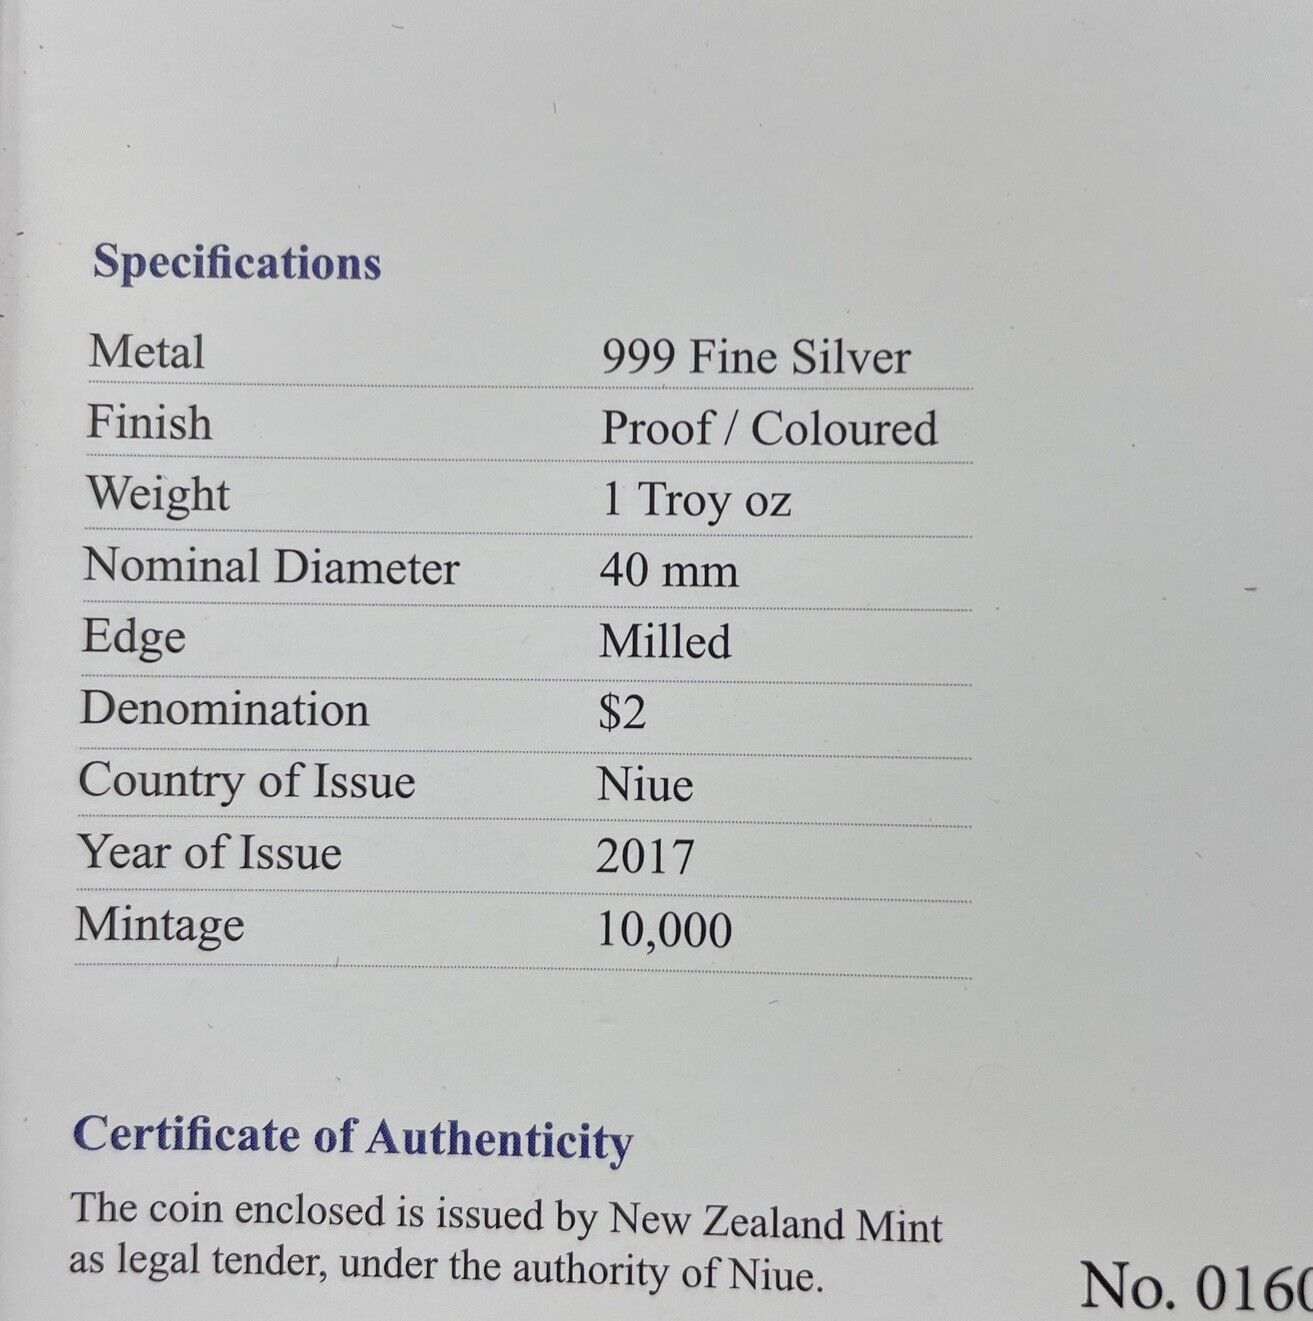 Specifications
Metal 999 Fine Silver
Finish Proof / Coloured
Weight 1 Troy oz
Nominal Diameter 40 mm
Edge Milled
Denomination $2
Country of Issue Niue
Year of Issue 2017
Mintage 10,000
Certificate of Authenticity
The coin enclosed is issued by New Zealand Mint
as legal tender, under the authority of Niue.
No. 0160